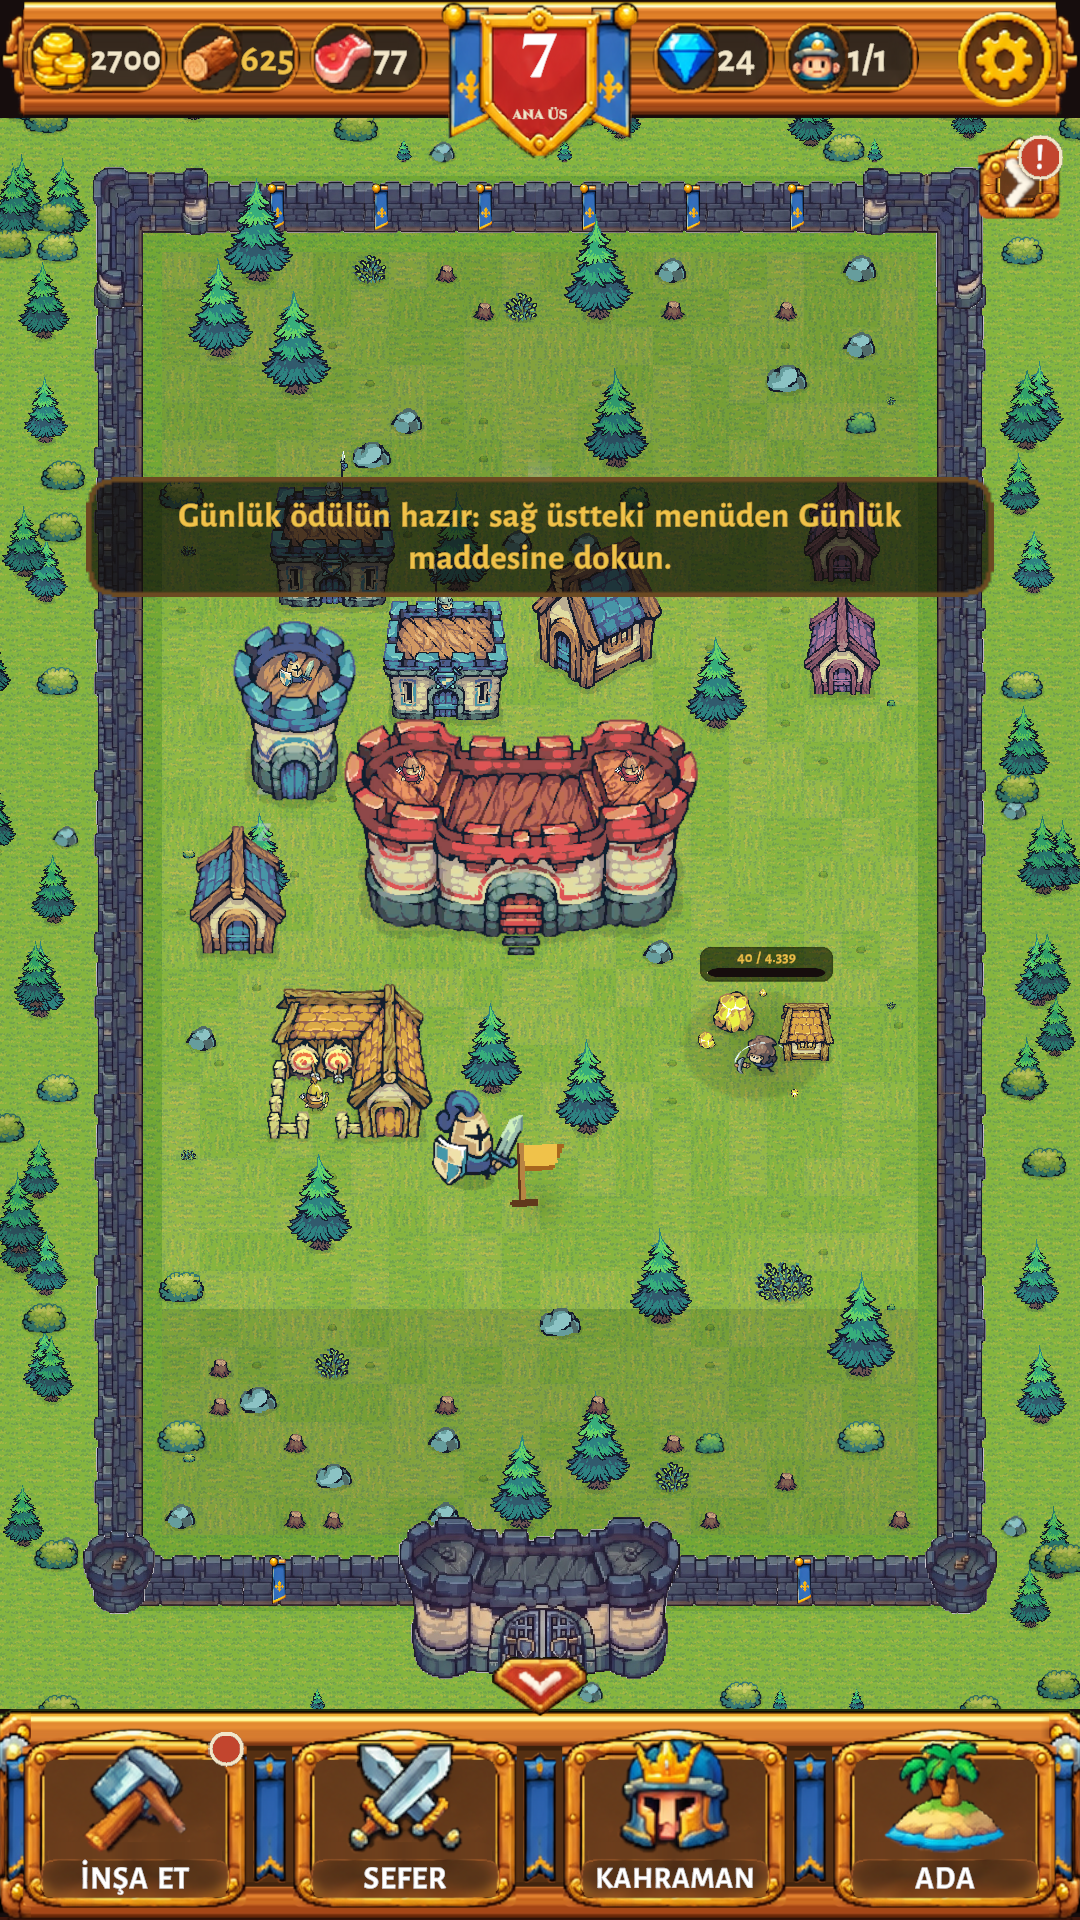 2700
625
77
7
ANA ÜS
24
1/1
!
Günlük ödülün hazır: sağ üstteki menüden Günlük
maddesine dokun.
40 / 4.339
İNŞA ET
SEFER
KAHRAMAN
ADA